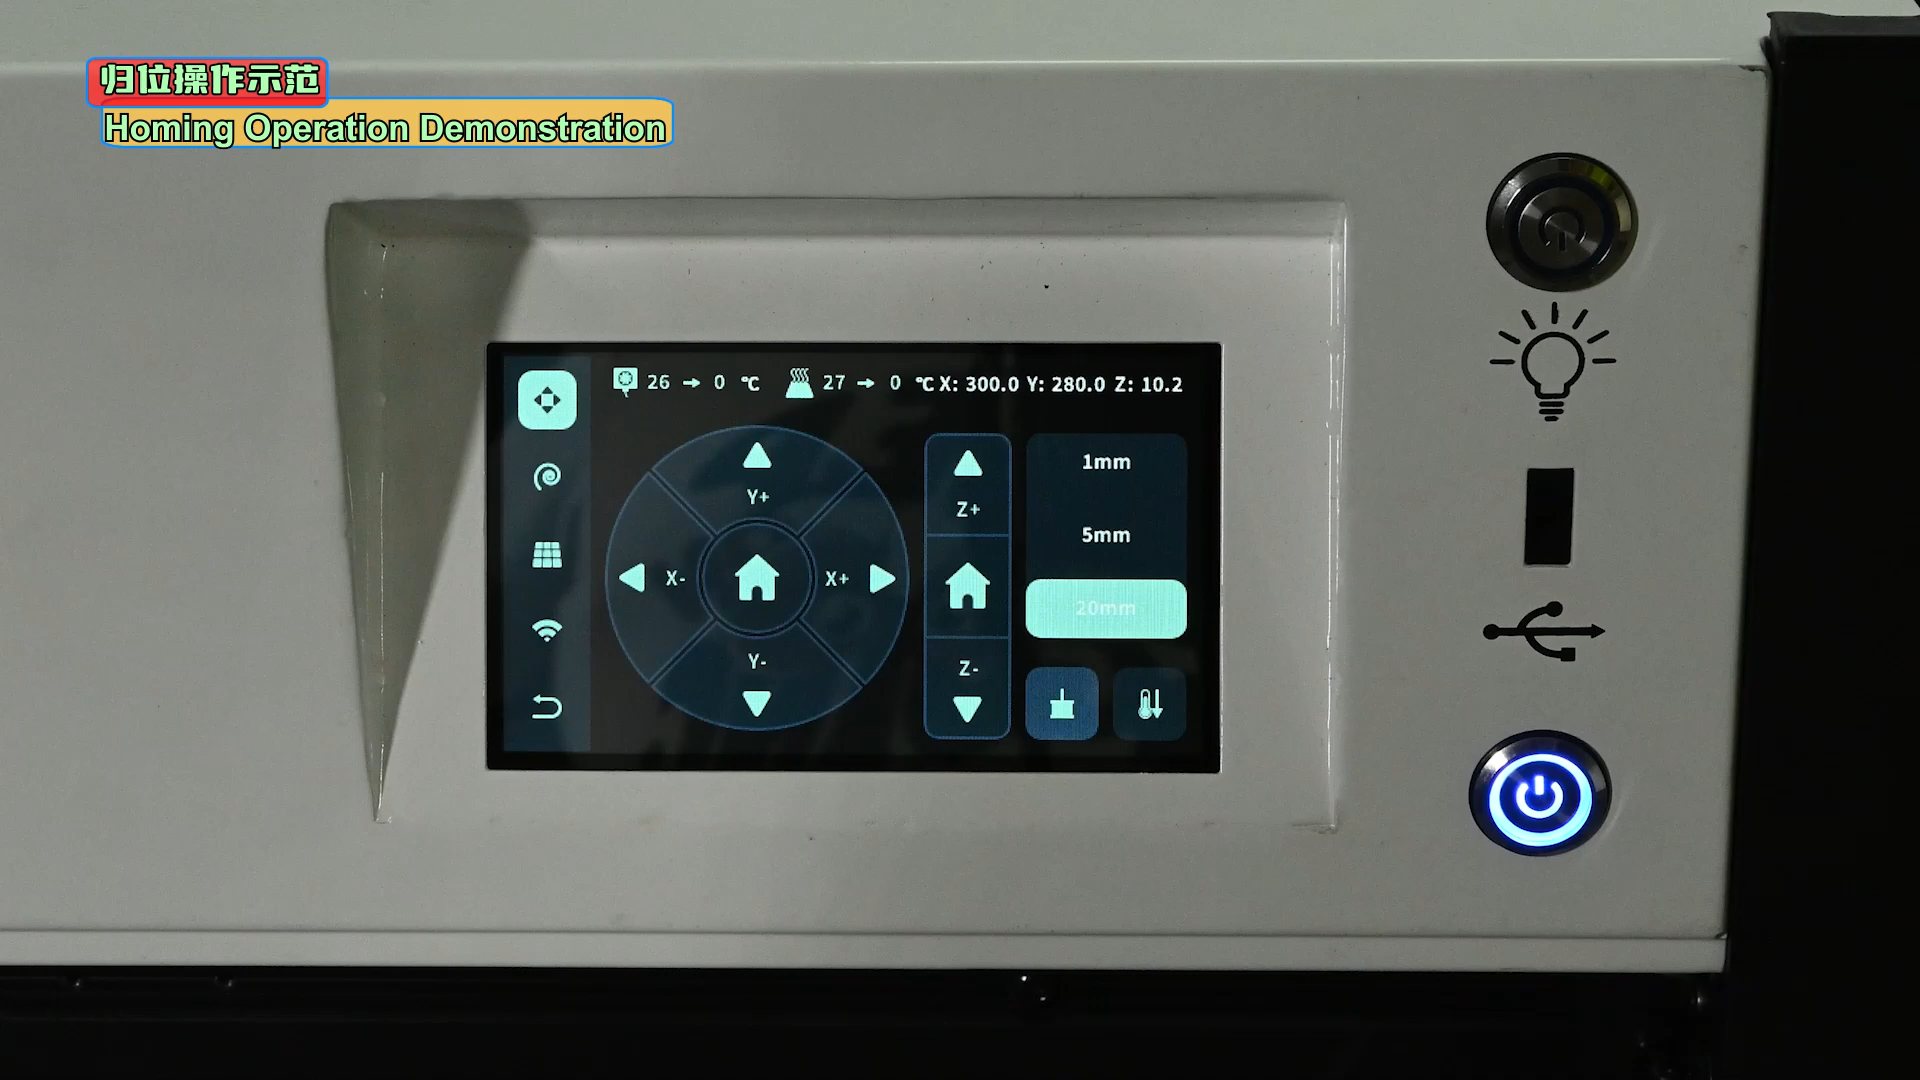 归位操作示范
Homing Operation Demonstration
26 → 0 ℃ 27 → 0 ℃ X: 300.0 Y: 280.0 Z: 10.2
Y+
X-
X+
Y-
Z+
Z-
1mm
5mm
20mm